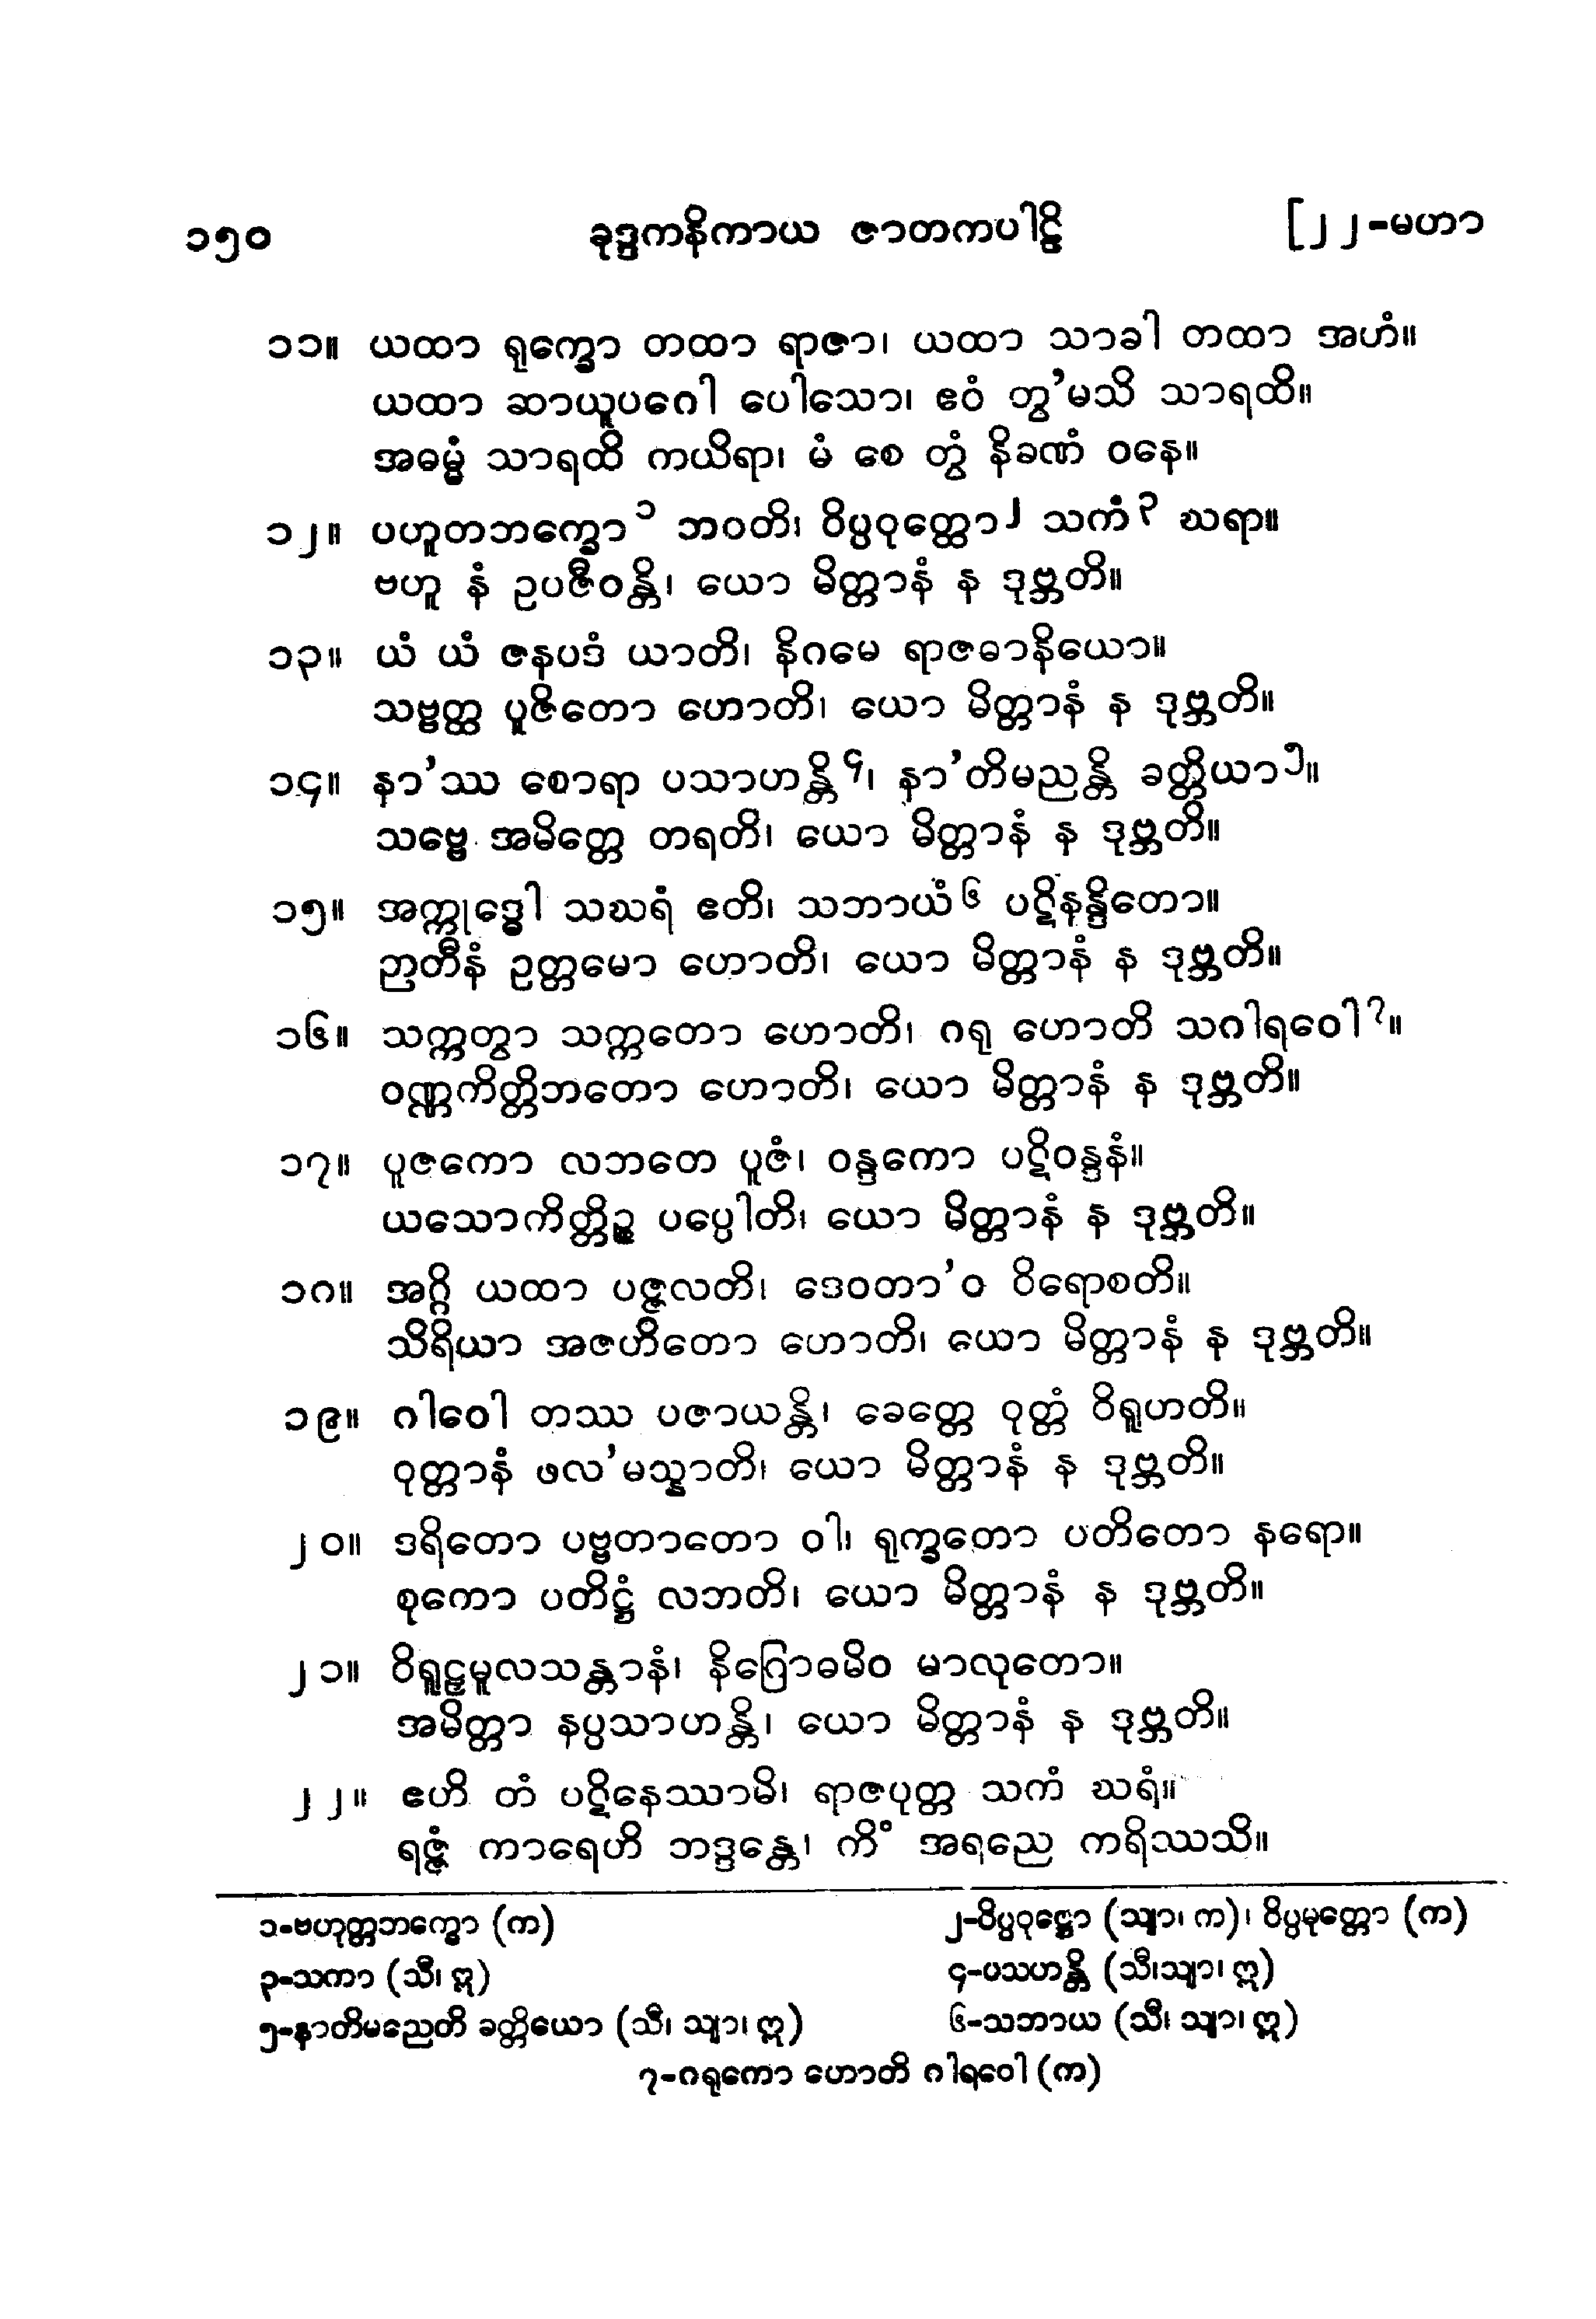 ၁၅၀ ခုဒ္ဒကနိကာယ ဇာတကပါဠိ [၂၂-မဟာ
၁၁။ ယထာ ရုက္ခော တထာ ရာဇာ၊ ယထာ သာခါ တထာ အဟံ။
ယထာ ဆာယူပဂေါ ပေါသော၊ ဧဝံ တွ’မသိ သာရထိ။
အဓမ္မံ သာရထိ ကယိရာ၊ မံ စေ တွံ နိခဏံ ဝနေ။
၁၂။ ပဟူတဘက္ခော၁ ဘဝတိ၊ ဝိပ္ပဝုတ္ထော၂ သကံ၃ ဃရာ။
ဗဟူ နံ ဥပဇီဝန္တိ၊ ယော မိတ္တာနံ န ဒုဗ္ဘတိ။
၁၃။ ယံ ယံ ဇနပဒံ ယာတိ၊ နိဂမေ ရာဇဓာနိယော။
သဗ္ဗတ္ထ ပူဇိတော ဟောတိ၊ ယော မိတ္တာနံ န ဒုဗ္ဘတိ။
၁၄။ နာ’ဿ စောရာ ပသာဟန္တိ၄၊ နာ’တိမညန္တိ ခတ္တိယာ၅။
သဗ္ဗေ အမိတ္တေ တရတိ၊ ယော မိတ္တာနံ န ဒုဗ္ဘတိ။
၁၅။ အက္ကုဒ္ဓေါ သဃရံ ဧတိ၊ သဘာယံ၆ ပဋိနန္ဒိတော။
ဉာတီနံ ဥတ္တမော ဟောတိ၊ ယော မိတ္တာနံ န ဒုဗ္ဘတိ။
၁၆။ သက္ကတွာ သက္ကတော ဟောတိ၊ ဂရု ဟောတိ သဂါရဝေါ၇။
ဝဏ္ဏကိတ္တိဘတော ဟောတိ၊ ယော မိတ္တာနံ န ဒုဗ္ဘတိ။
၁၇။ ပူဇကော လဘတေ ပူဇံ၊ ဝန္ဒကော ပဋိဝန္ဒနံ။
ယသောကိတ္တိဉ္စ ပပ္ပေါတိ၊ ယော မိတ္တာနံ န ဒုဗ္ဘတိ။
၁၈။ အဂ္ဂိ ယထာ ပဇ္ဇလတိ၊ ဒေဝတာ’ဝ ဝိရောစတိ။
သိရိယာ အဇဟိတော ဟောတိ၊ ယော မိတ္တာနံ န ဒုဗ္ဘတိ။
၁၉။ ဂါဝေါ တဿ ပဇာယန္တိ၊ ခေတ္တေ ဝုတ္တံ ဝိရူဟတိ။
ဝုတ္တာနံ ဖလ’မသ္နာတိ၊ ယော မိတ္တာနံ န ဒုဗ္ဘတိ။
၂၀။ ဒရိတော ပဗ္ဗတာတော ဝါ၊ ရုက္ခတော ပတိတော နရော။
စုကော ပတိဋ္ဌံ လဘတိ၊ ယော မိတ္တာနံ န ဒုဗ္ဘတိ။
၂၁။ ဝိရူဠှမူလသန္တာနံ၊ နိဂြောဓမိဝ မာလုတော။
အမိတ္တာ နပ္ပသာဟန္တိ၊ ယော မိတ္တာနံ န ဒုဗ္ဘတိ။
၂၂။ ဧဟိ တံ ပဋိနေဿာမိ၊ ရာဇပုတ္တ သကံ ဃရံ။
ရဇ္ဇံ ကာရေဟိ ဘဒ္ဒန္တေ၊ ကိံ အရညေ ကရိဿသိ။
၁-ဗဟုတ္တဘက္ခော (က) ၂-ဝိပ္ပဝုဋ္ဌော (သျာ၊ က)၊ ဝိပ္ပမုတ္တော (က)
၃-သကာ (သီ၊ ဣ) ၄-ပသဟန္တိ (သီ၊သျာ၊ ဣ)
၅-နာတိမညေတိ ခတ္တိယော (သီ၊ သျာ၊ ဣ) ၆-သဘာယ (သီ၊ သျာ၊ ဣ)
၇-ဂရုကော ဟောတိ ဂါရဝေါ (က)